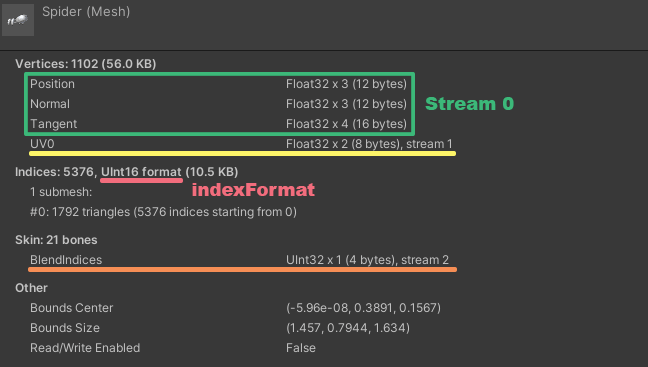 Spider (Mesh)
Vertices: 1102 (56.0 KB)
Position Float32 x 3 (12 bytes)
Normal Float32 x 3 (12 bytes)
Tangent Float32 x 4 (16 bytes)
Stream 0
UV0 Float32 x 2 (8 bytes), stream 1
Indices: 5376, UInt16 format (10.5 KB)
1 submesh:
indexFormat
#0: 1792 triangles (5376 indices starting from 0)
Skin: 21 bones
BlendIndices UInt32 x 1 (4 bytes), stream 2
Other
Bounds Center (-5.96e-08, 0.3891, 0.1567)
Bounds Size (1.457, 0.7944, 1.634)
Read/Write Enabled False